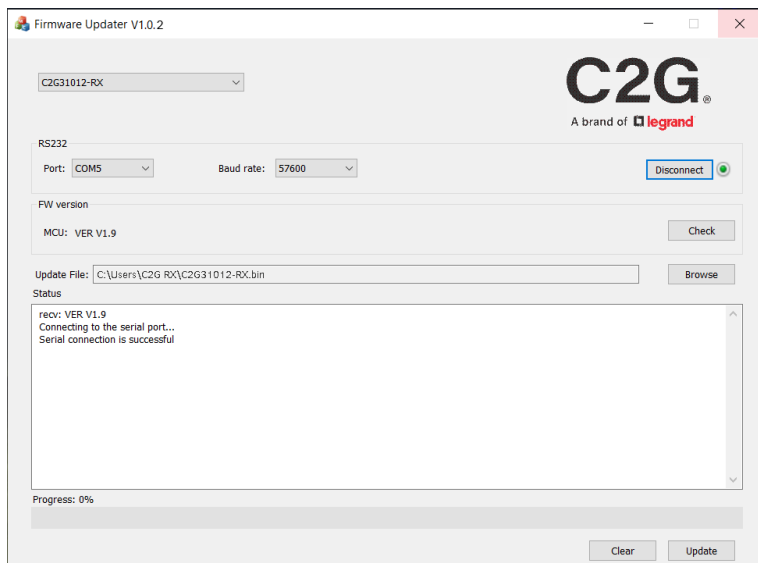 Firmware Updater V1.0.2
C2G31012-RX
C2G®
A brand of legrand
RS232
Port: COM5 Baud rate: 57600 Disconnect
FW version
MCU: VER V1.9 Check
Update File: C:\Users\C2G RX\C2G31012-RX.bin Browse
Status
recv: VER V1.9
Connecting to the serial port...
Serial connection is successful
Progress: 0%
Clear Update